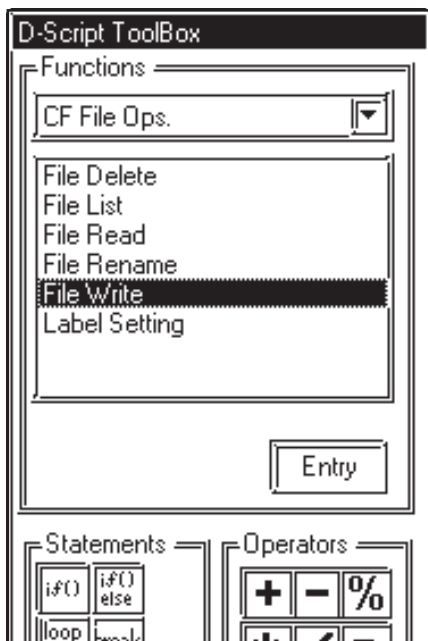 D-Script ToolBox
Functions
CF File Ops.
File Delete
File List
File Read
File Rename
File Write
Label Setting
Entry
Statements
Operators
if()
if()
else
+ - %
loop
break